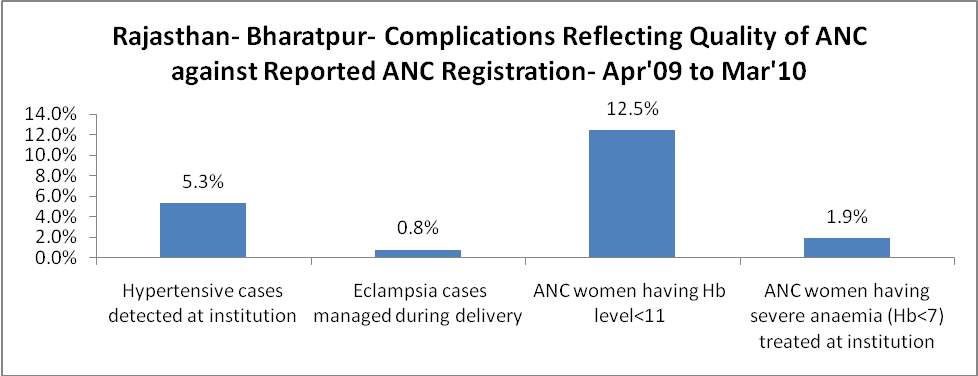 Rajasthan- Bharatpur- Complications Reflecting Quality of ANC
against Reported ANC Registration- Apr'09 to Mar'10
14.0%
12.0%
10.0%
8.0%
6.0%
4.0%
2.0%
0.0%
5.3%
0.8%
12.5%
1.9%
Hypertensive cases
detected at institution
Eclampsia cases
managed during delivery
ANC women having Hb
level<11
ANC women having
severe anaemia (Hb<7)
treated at institution